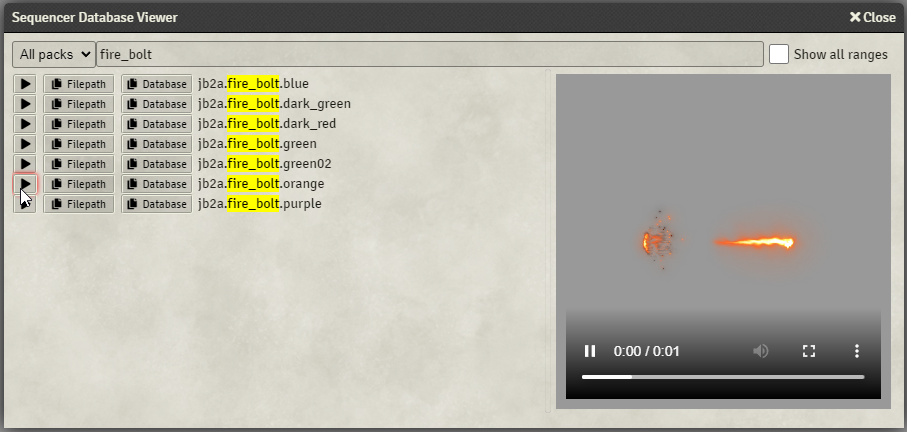 Sequencer Database Viewer Close
All packs fire_bolt Show all ranges
Filepath Database jb2a.fire_bolt.blue
Filepath Database jb2a.fire_bolt.dark_green
Filepath Database jb2a.fire_bolt.dark_red
Filepath Database jb2a.fire_bolt.green
Filepath Database jb2a.fire_bolt.green02
Filepath Database jb2a.fire_bolt.orange
Filepath Database jb2a.fire_bolt.purple
0:00 / 0:01